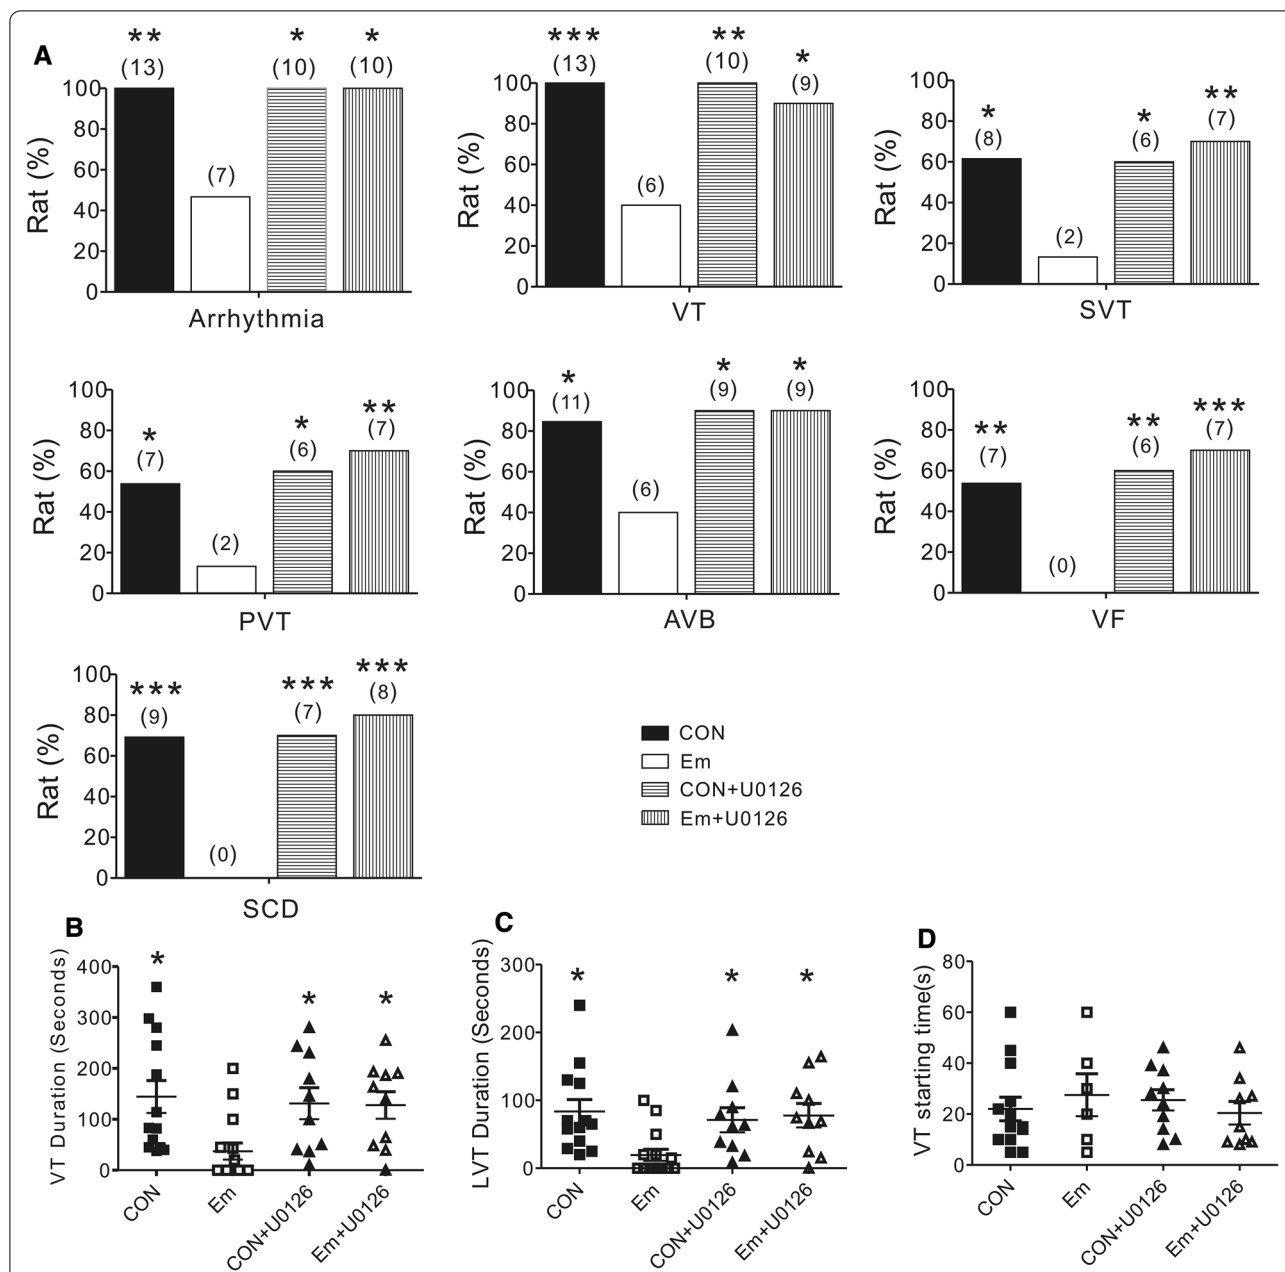 A
** * *
(13) (7) (10) (10)
Rat (%)
100
80
60
40
20
0
Arrhythmia
*** ** *
(13) (6) (10) (9)
Rat (%)
100
80
60
40
20
0
VT
* * **
(8) (2) (6) (7)
Rat (%)
100
80
60
40
20
0
SVT
* * **
(7) (2) (6) (7)
Rat (%)
100
80
60
40
20
0
PVT
* * *
(11) (6) (9) (9)
Rat (%)
100
80
60
40
20
0
AVB
** ** ***
(7) (0) (6) (7)
Rat (%)
100
80
60
40
20
0
VF
*** *** ***
(9) (0) (7) (8)
Rat (%)
100
80
60
40
20
0
SCD
CON
Em
CON+U0126
Em+U0126
B
* * *
VT Duration (Seconds)
400
300
200
100
0
CON Em CON+U0126 Em+U0126
C
* * *
LVT Duration (Seconds)
300
200
100
0
CON Em CON+U0126 Em+U0126
D
VT starting time(s)
80
60
40
20
0
CON Em CON+U0126 Em+U0126